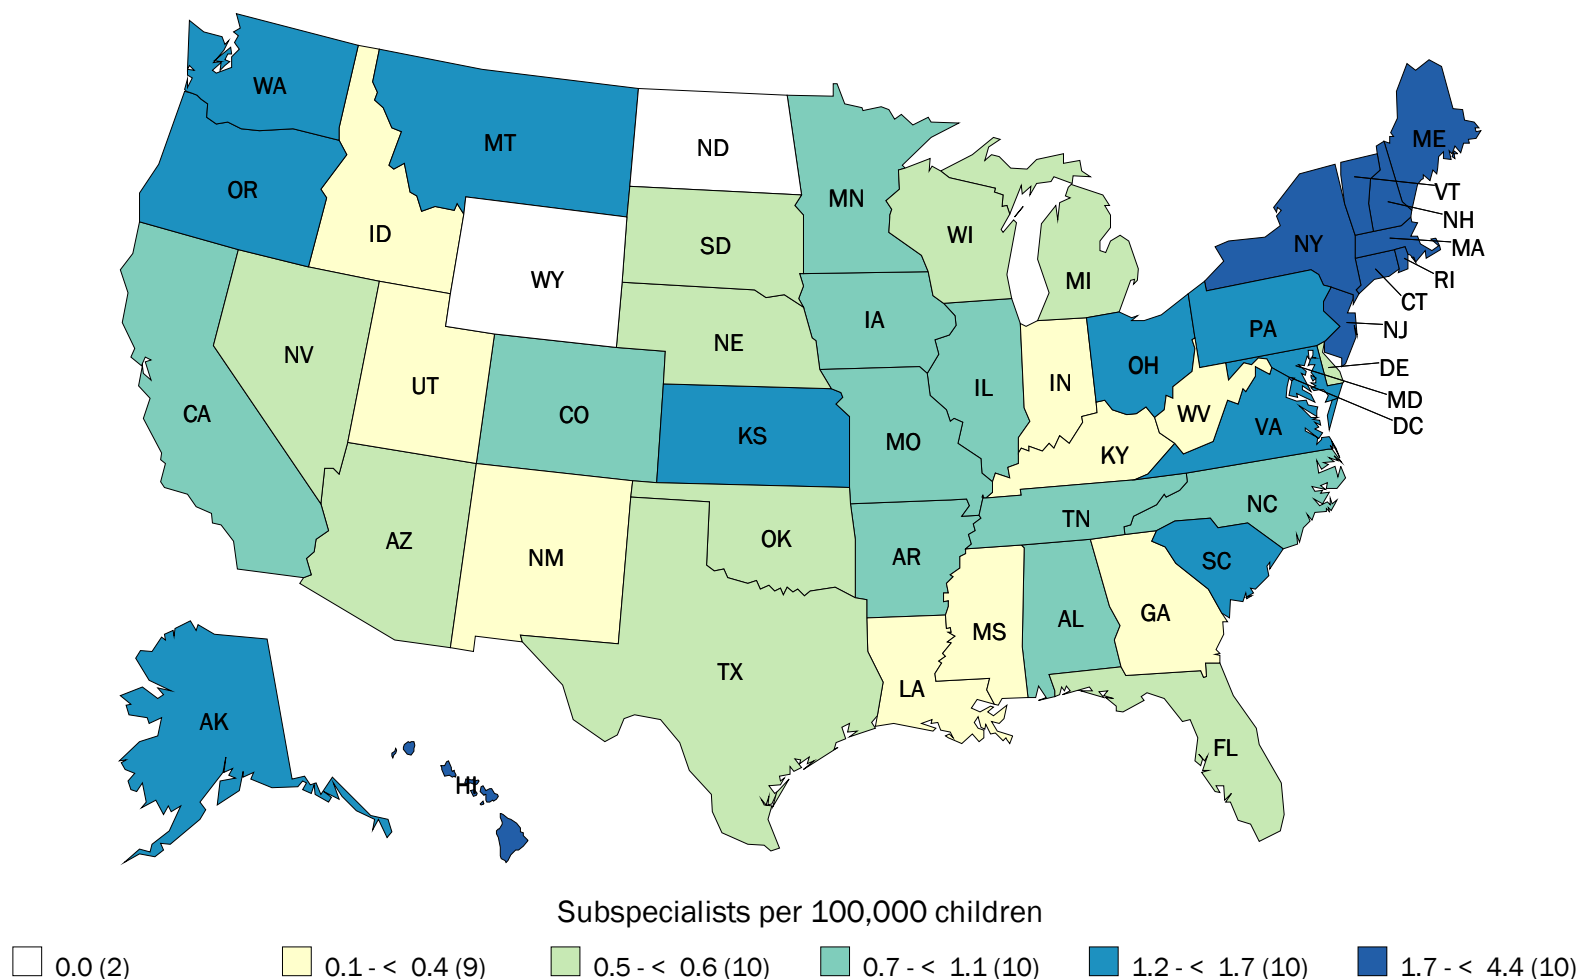 WA
ME
MT
ND
VT
OR
MN
NH
ID
WI
NY
MA
SD
WY
MI
RI
CT
IA
PA
NJ
NE
NV
OH
DE
UT
IN
CO
IL
MD
CA
WV
DC
KS
MO
VA
KY
NC
TN
AZ
OK
NM
AR
SC
GA
AL
MS
TX
LA
AK
FL
HI
Subspecialists per 100,000 children
0.0 (2) 0.1 - < 0.4 (9) 0.5 - < 0.6 (10) 0.7 - < 1.1 (10) 1.2 - < 1.7 (10) 1.7 - < 4.4 (10)